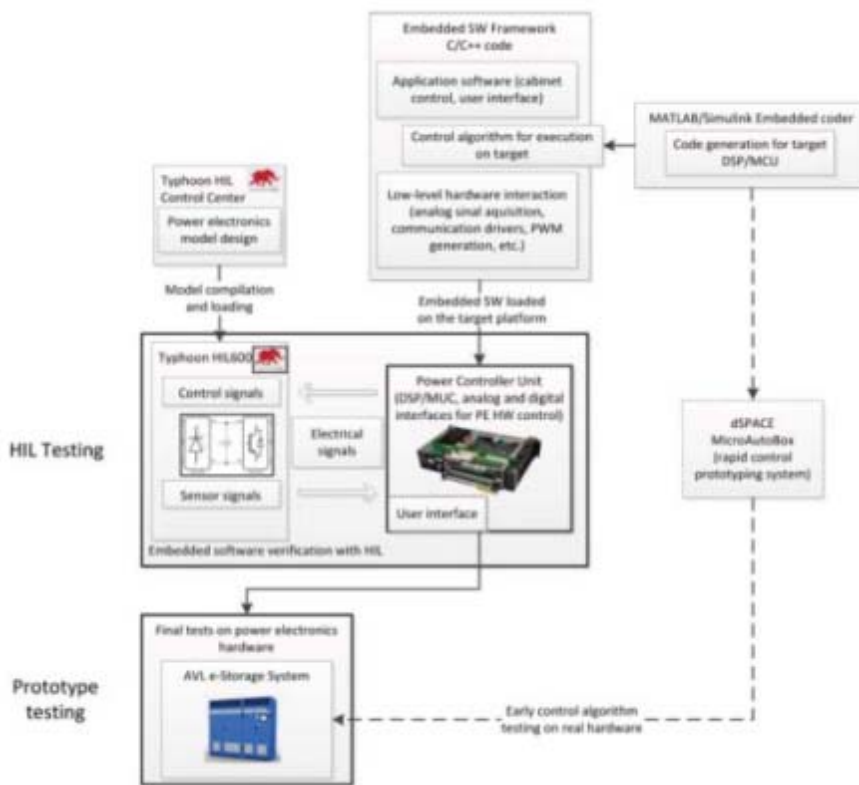 Embedded SW Framework
C/C++ code
Application software (cabinet
control, user interface)
Control algorithm for execution
on target
Low-level hardware interaction
(analog sinal aquisition,
communication drivers, PWM
generation, etc.)
MATLAB/Simulink Embedded coder
Code generation for target
DSP/MCU
Typhoon HIL
Control Center
Power electronics
model design
Model compilation
and loading
Embedded SW loaded
on the target platform
HIL Testing
Typhoon HIL600
Control signals
Sensor signals
Electrical
signals
Power Controller Unit
(DSP/MUC, analog and digital
interfaces for PE HW control)
User interface
Embedded software verification with HIL
dSPACE
MicroAutoBox
(rapid control
prototyping system)
Prototype
testing
Final tests on power electronics
hardware
AVL e-Storage System
Early control algorithm
testing on real hardware